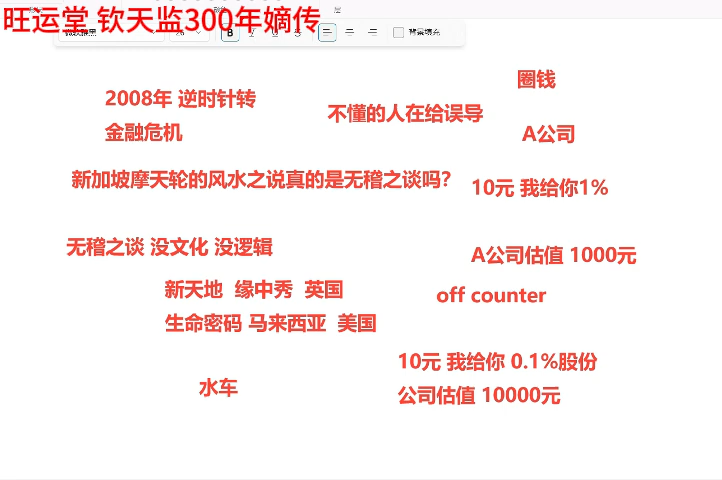 旺运堂 钦天监300年嫡传
B
背景填充
圈钱
2008年 逆时针转
不懂的人在给误导
金融危机
A公司
新加坡摩天轮的风水之说真的是无稽之谈吗？
10元 我给你1%
无稽之谈 没文化 没逻辑
A公司估值 1000元
新天地 缘中秀 英国
off counter
生命密码 马来西亚 美国
10元 我给你 0.1%股份
水车
公司估值 10000元